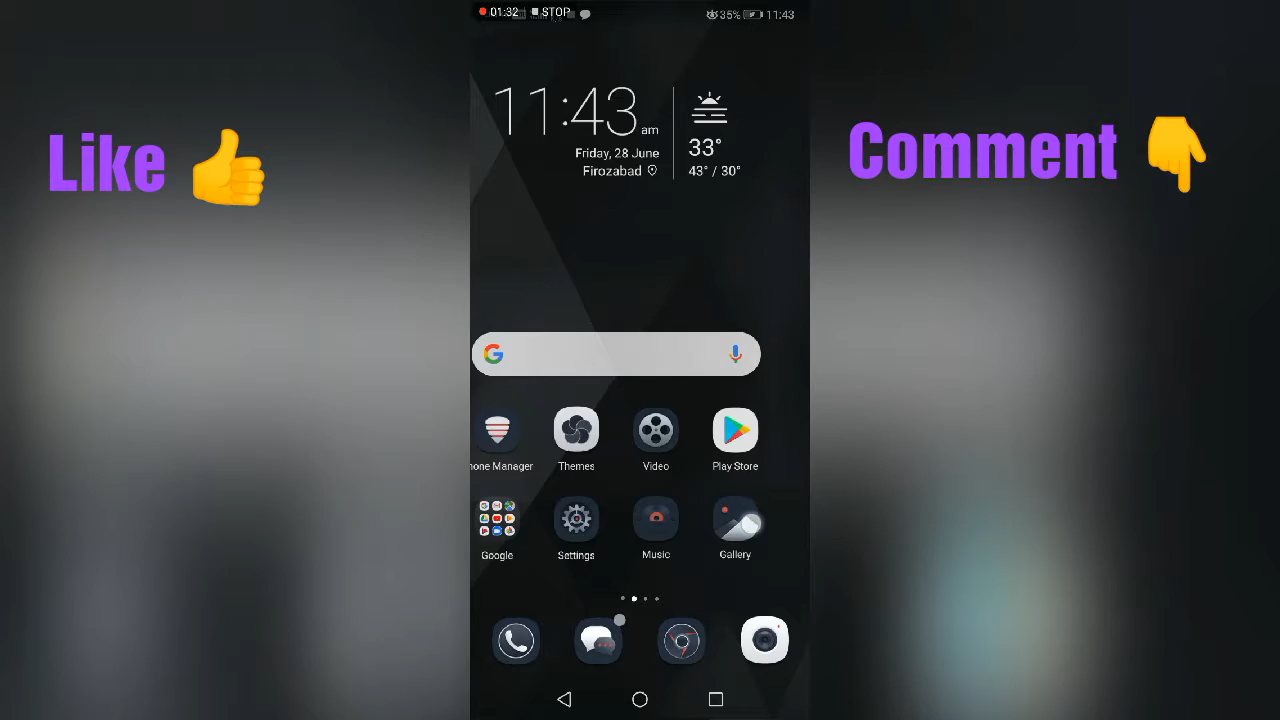 01:32 STOP
35% 11:43
Like 👍
Comment 👇
11:43 am
Friday, 28 June
Firozabad
33°
43° / 30°
G
hone Manager Themes Video Play Store
Google Settings Music Gallery